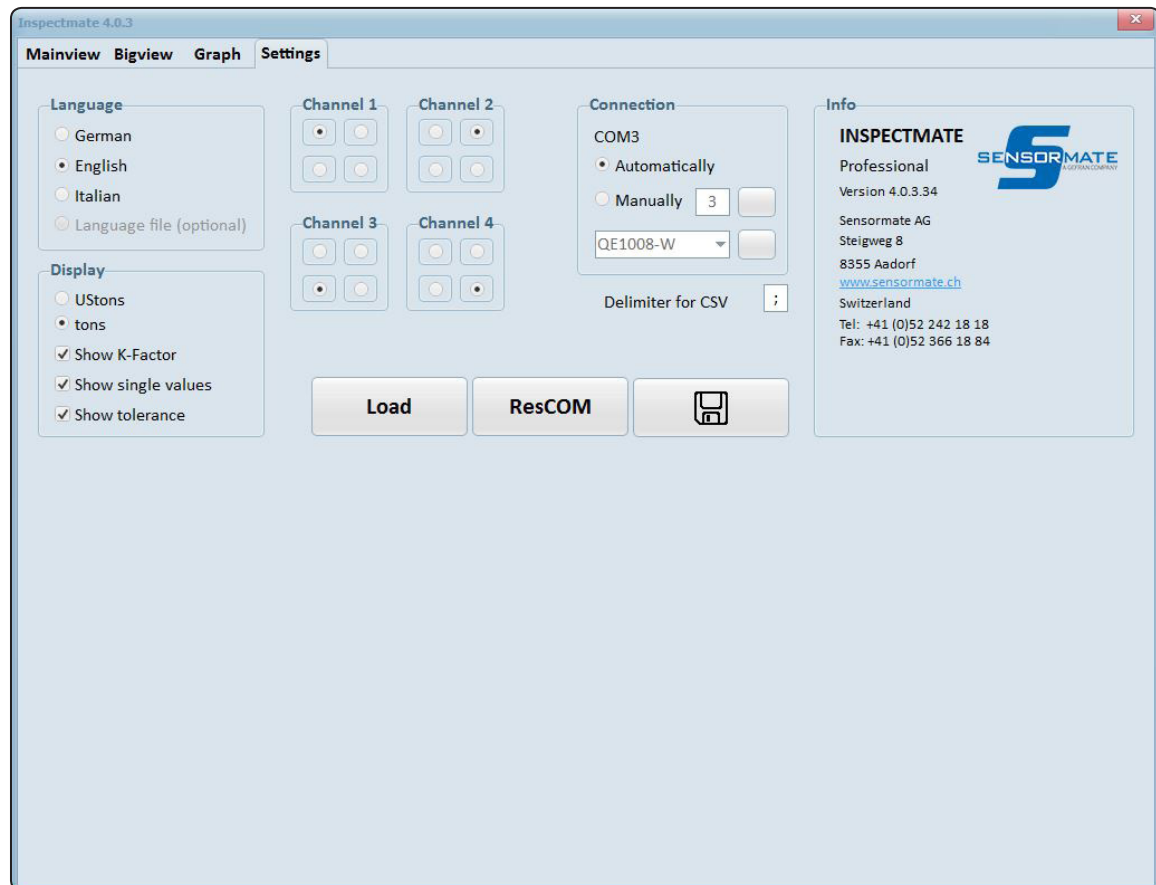 Inspectmate 4.0.3
Mainview Bigview Graph Settings
Language
German
English
Italian
Language file (optional)
Display
UStons
tons
Show K-Factor
Show single values
Show tolerance
Channel 1
Channel 2
Channel 3
Channel 4
Connection
COM3
Automatically
Manually 3
QE1008-W
Delimiter for CSV ;
Load
ResCOM
Info
INSPECTMATE
Professional
Version 4.0.3.34
SENSORMATE
A GEFRAN COMPANY
Sensormate AG
Steigweg 8
8355 Aadorf
www.sensormate.ch
Switzerland
Tel: +41 (0)52 242 18 18
Fax: +41 (0)52 366 18 84